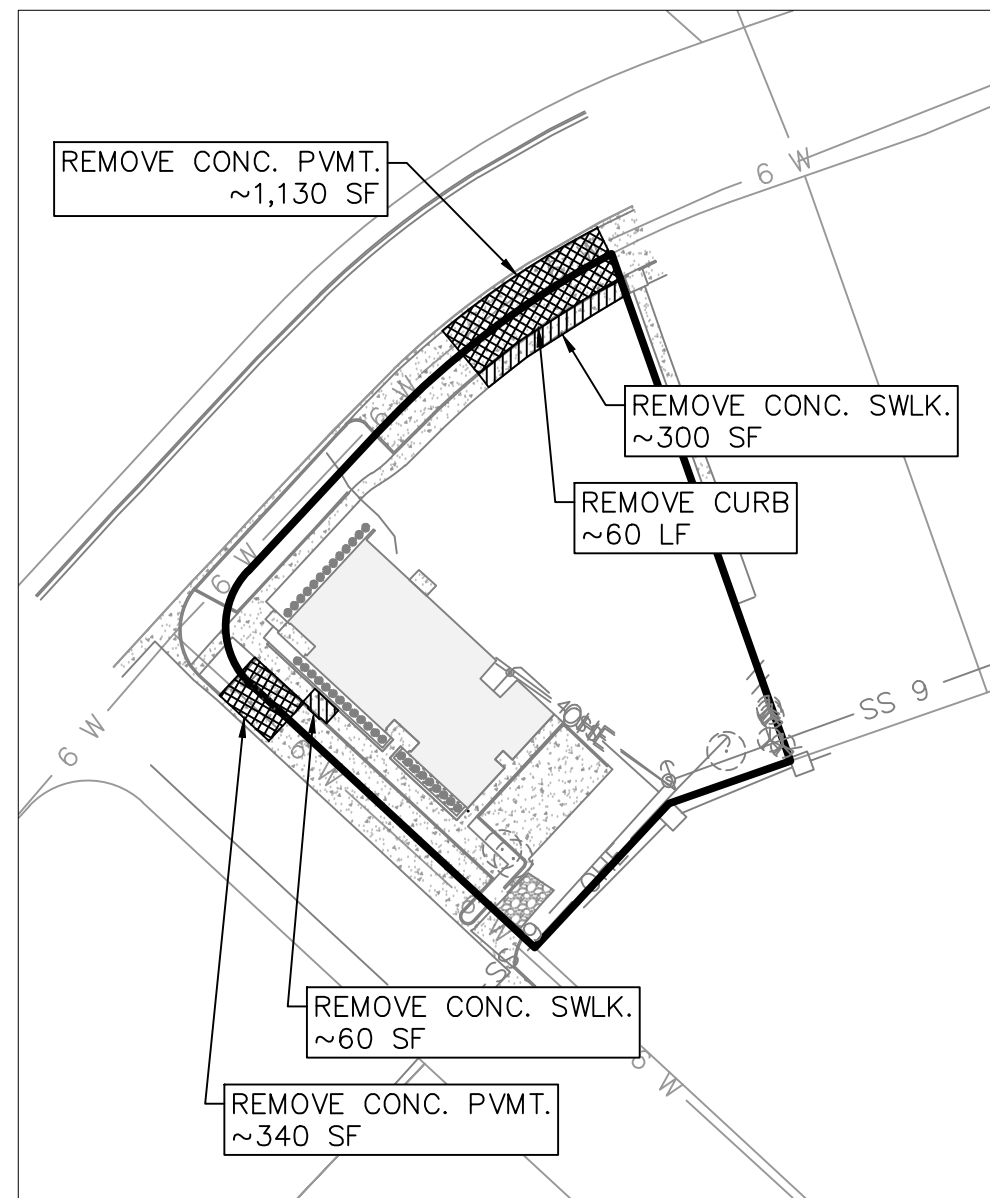 REMOVE CONC. PVMT.
~1,130 SF
6 W
REMOVE CONC. SWLK.
~300 SF
6 W
REMOVE CURB
~60 LF
6 W
SS 9
6 W
6 W
REMOVE CONC. SWLK.
~60 SF
6 W
REMOVE CONC. PVMT.
~340 SF